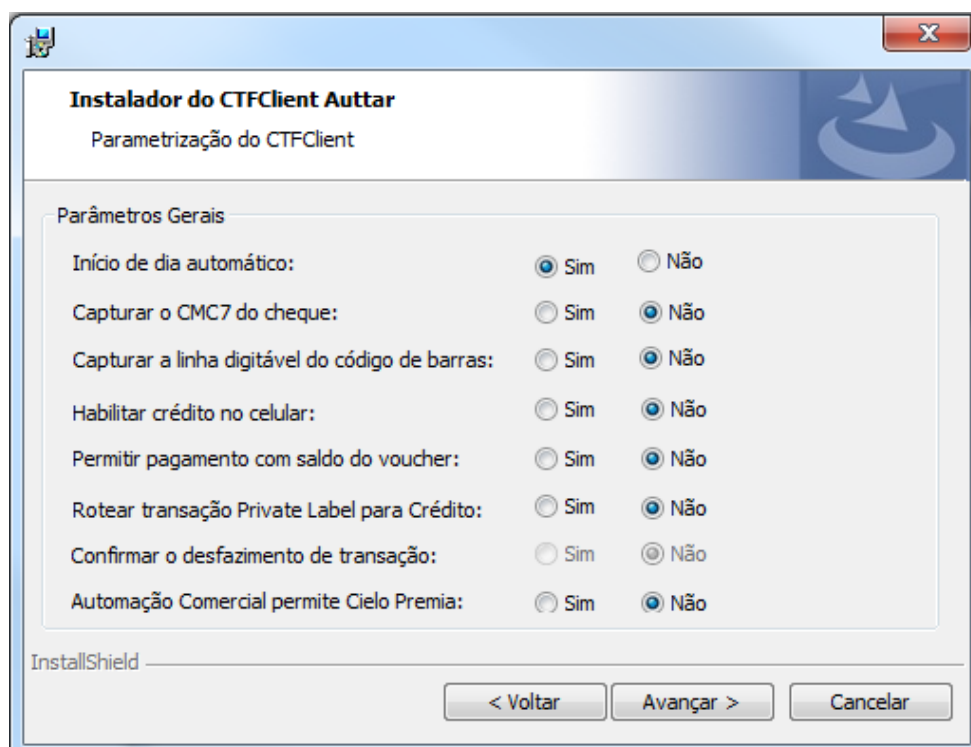 Instalador do CTFClient Auttar
Parametrização do CTFClient
Parâmetros Gerais
Início de dia automático: Sim Não
Capturar o CMC7 do cheque: Sim Não
Capturar a linha digitável do código de barras: Sim Não
Habilitar crédito no celular: Sim Não
Permitir pagamento com saldo do voucher: Sim Não
Rotear transação Private Label para Crédito: Sim Não
Confirmar o desfazimento de transação: Sim Não
Automação Comercial permite Cielo Premia: Sim Não
InstallShield
< Voltar Avançar > Cancelar